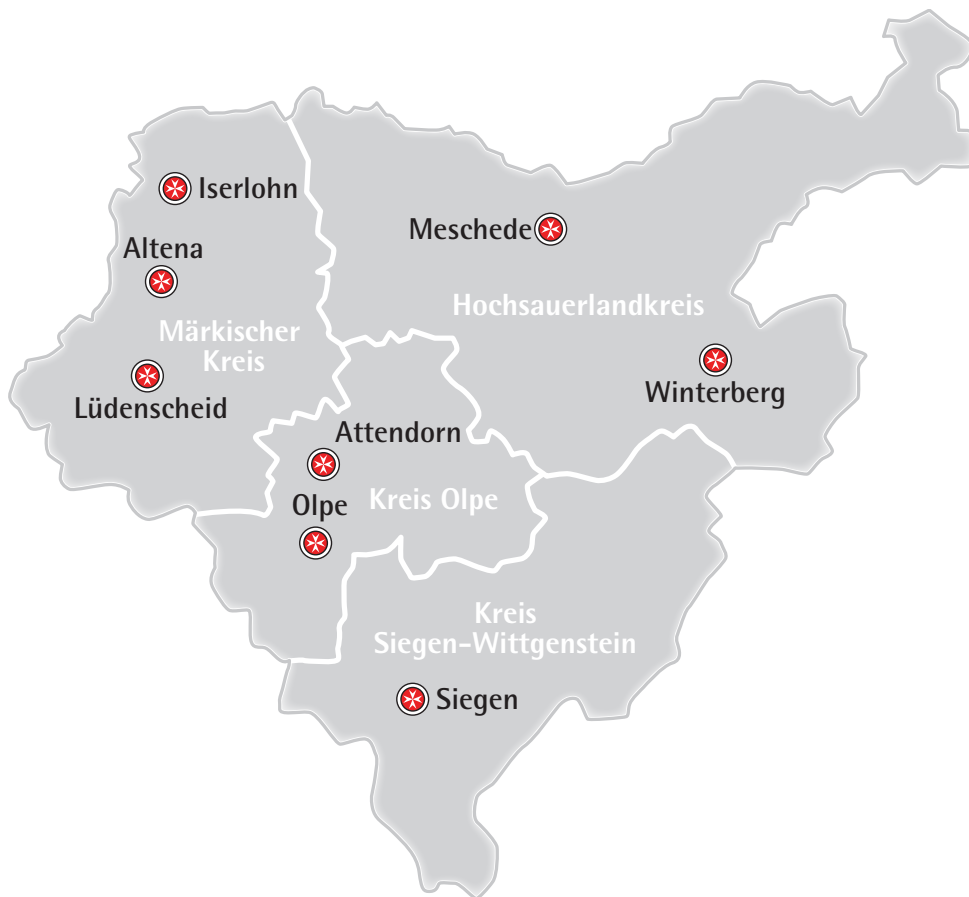 Iserlohn
Meschede
Altena
Hochsauerlandkreis
Märkischer
Kreis
Winterberg
Lüdenscheid
Attendorn
Kreis Olpe
Olpe
Kreis
Siegen-Wittgenstein
Siegen